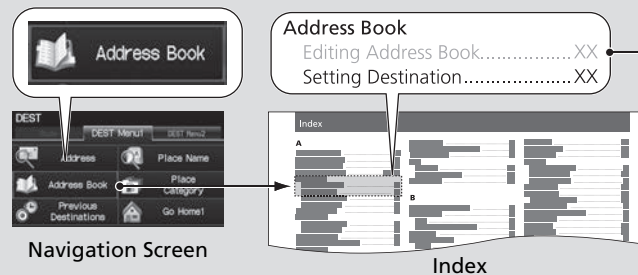 Address Book
Address Book
Editing Address Book................XX
Setting Destination...................XX
DEST
DEST Menu1
DEST Menu2
Address
Place Name
Address Book
Place
Category
Previous
Destinations
Go Home1
Index
A
B
Navigation Screen
Index